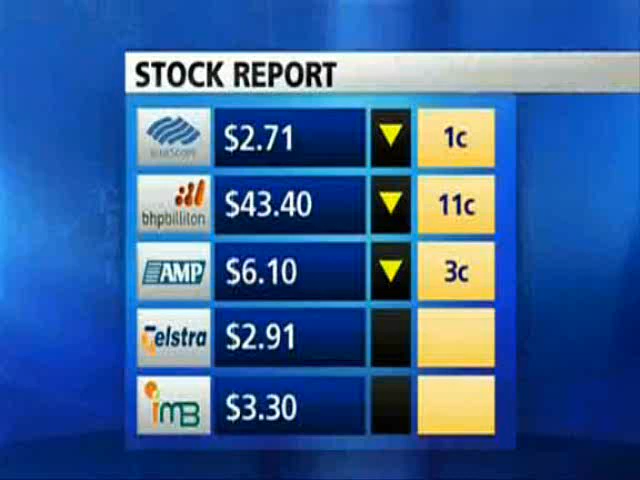 STOCK REPORT
BlueScope $2.71 1c
bhpbilliton $43.40 11c
AMP $6.10 3c
Telstra $2.91
imB $3.30